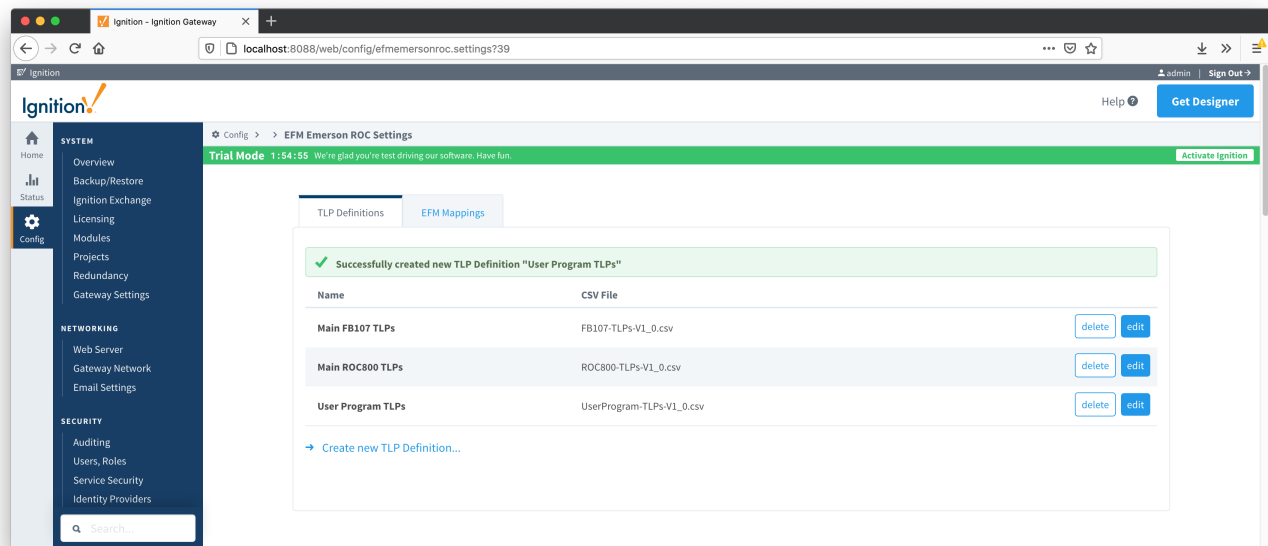 Ignition - Ignition Gateway
localhost:8088/web/config/efmemersonroc.settings?39
Ignition
admin | Sign Out
Ignition!
Help
Get Designer
Home
Status
Config
SYSTEM
Overview
Backup/Restore
Ignition Exchange
Licensing
Modules
Projects
Redundancy
Gateway Settings
NETWORKING
Web Server
Gateway Network
Email Settings
SECURITY
Auditing
Users, Roles
Service Security
Identity Providers
Search...
Config > > EFM Emerson ROC Settings
Trial Mode 1:54:55 We're glad you're test driving our software. Have fun.
Activate Ignition
TLP Definitions
EFM Mappings
Successfully created new TLP Definition "User Program TLPs"
Name CSV File
Main FB107 TLPs FB107-TLPs-V1_0.csv delete edit
Main ROC800 TLPs ROC800-TLPs-V1_0.csv delete edit
User Program TLPs UserProgram-TLPs-V1_0.csv delete edit
Create new TLP Definition...